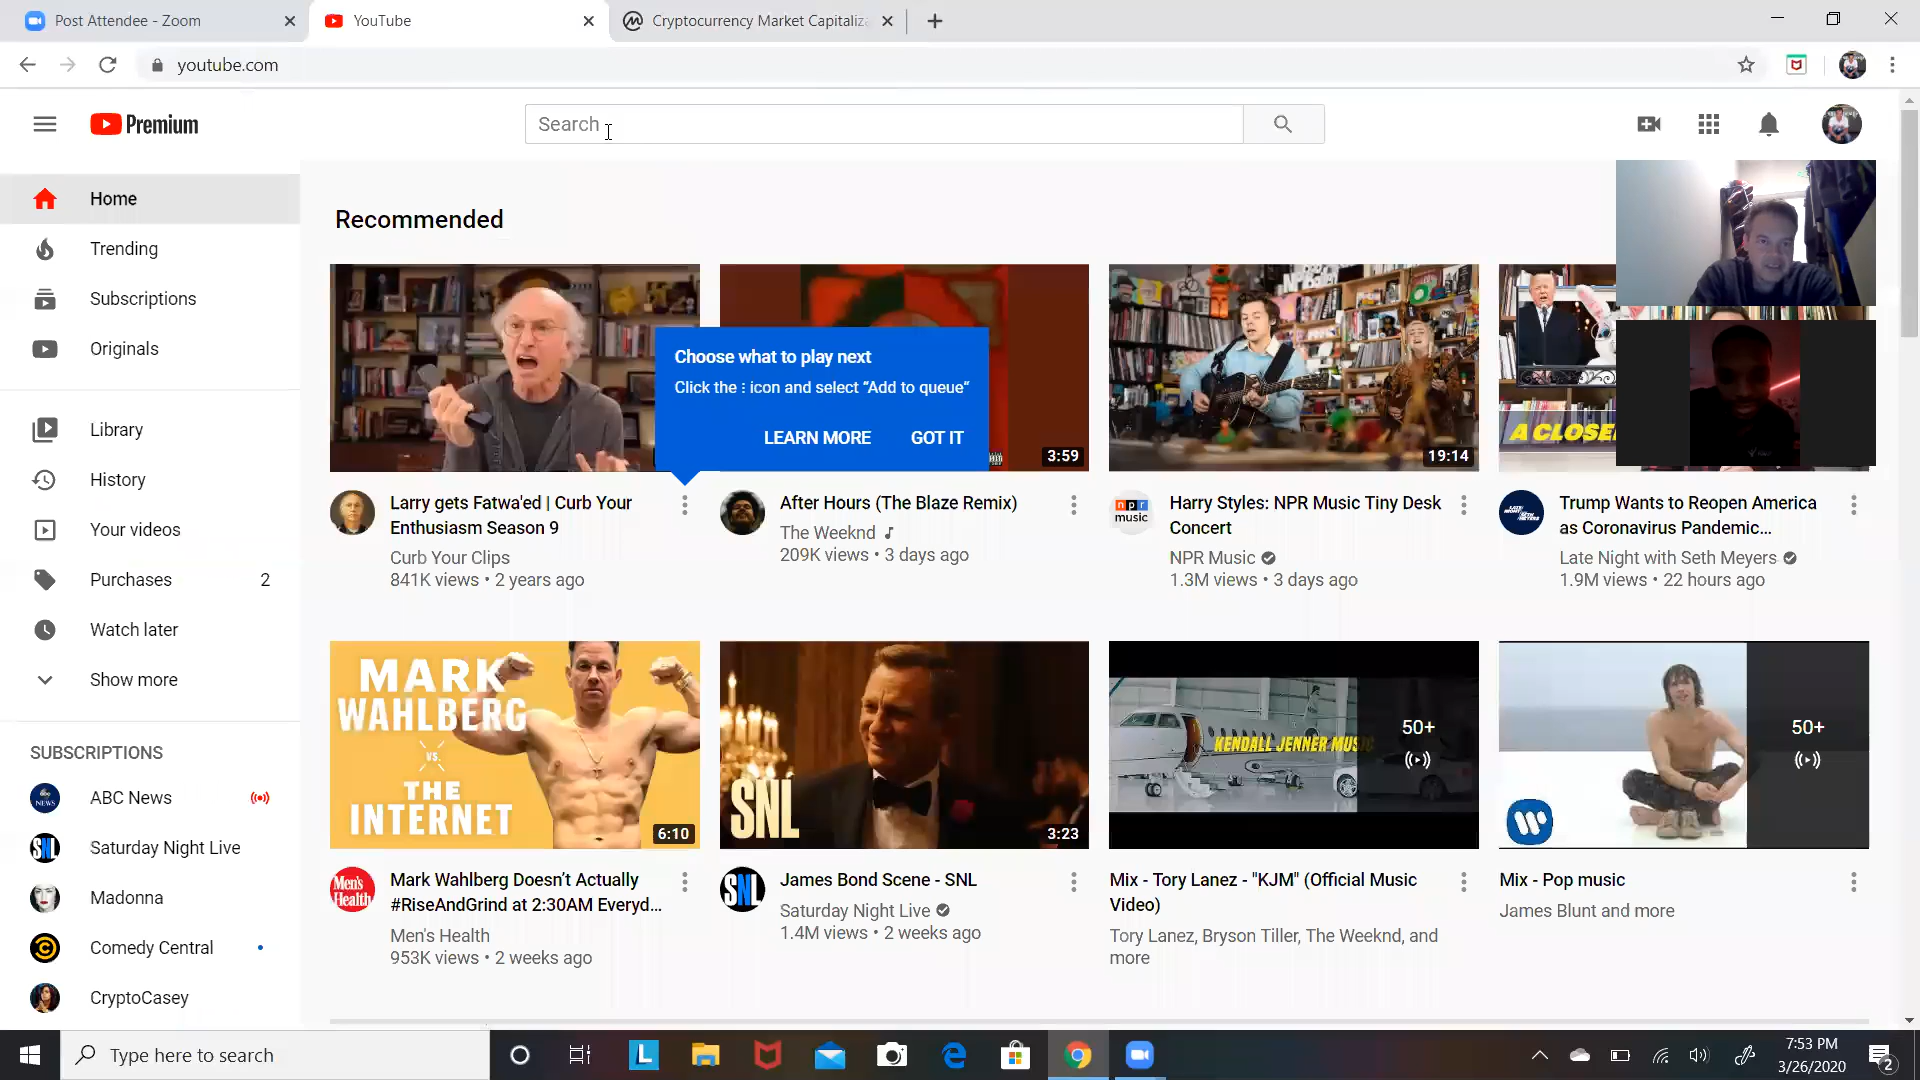 Post Attendee - Zoom
YouTube
Cryptocurrency Market Capitaliza
youtube.com
Premium
Search
Home
Trending
Subscriptions
Originals
Library
History
Your videos
Purchases 2
Watch later
Show more
SUBSCRIPTIONS
ABC News
Saturday Night Live
Madonna
Comedy Central
CryptoCasey
Recommended
Choose what to play next
Click the ⋮ icon and select “Add to queue”
LEARN MORE GOT IT
3:59
19:14
A CLOSE
Larry gets Fatwa'ed | Curb Your
Enthusiasm Season 9
Curb Your Clips
841K views • 2 years ago
After Hours (The Blaze Remix)
The Weeknd
209K views • 3 days ago
npr
music
Harry Styles: NPR Music Tiny Desk
Concert
NPR Music
1.3M views • 3 days ago
Trump Wants to Reopen America
as Coronavirus Pandemic...
Late Night with Seth Meyers
1.9M views • 22 hours ago
MARK
WAHLBERG
VS.
THE
INTERNET
6:10
SNL
3:23
KENDALL JENNER MUSI
50+
50+
Men's
Health
Mark Wahlberg Doesn’t Actually
#RiseAndGrind at 2:30AM Everyd...
Men's Health
953K views • 2 weeks ago
SNL
James Bond Scene - SNL
Saturday Night Live
1.4M views • 2 weeks ago
Mix - Tory Lanez - "KJM" (Official Music
Video)
Tory Lanez, Bryson Tiller, The Weeknd, and
more
Mix - Pop music
James Blunt and more
Type here to search
L
7:53 PM
3/26/2020
2